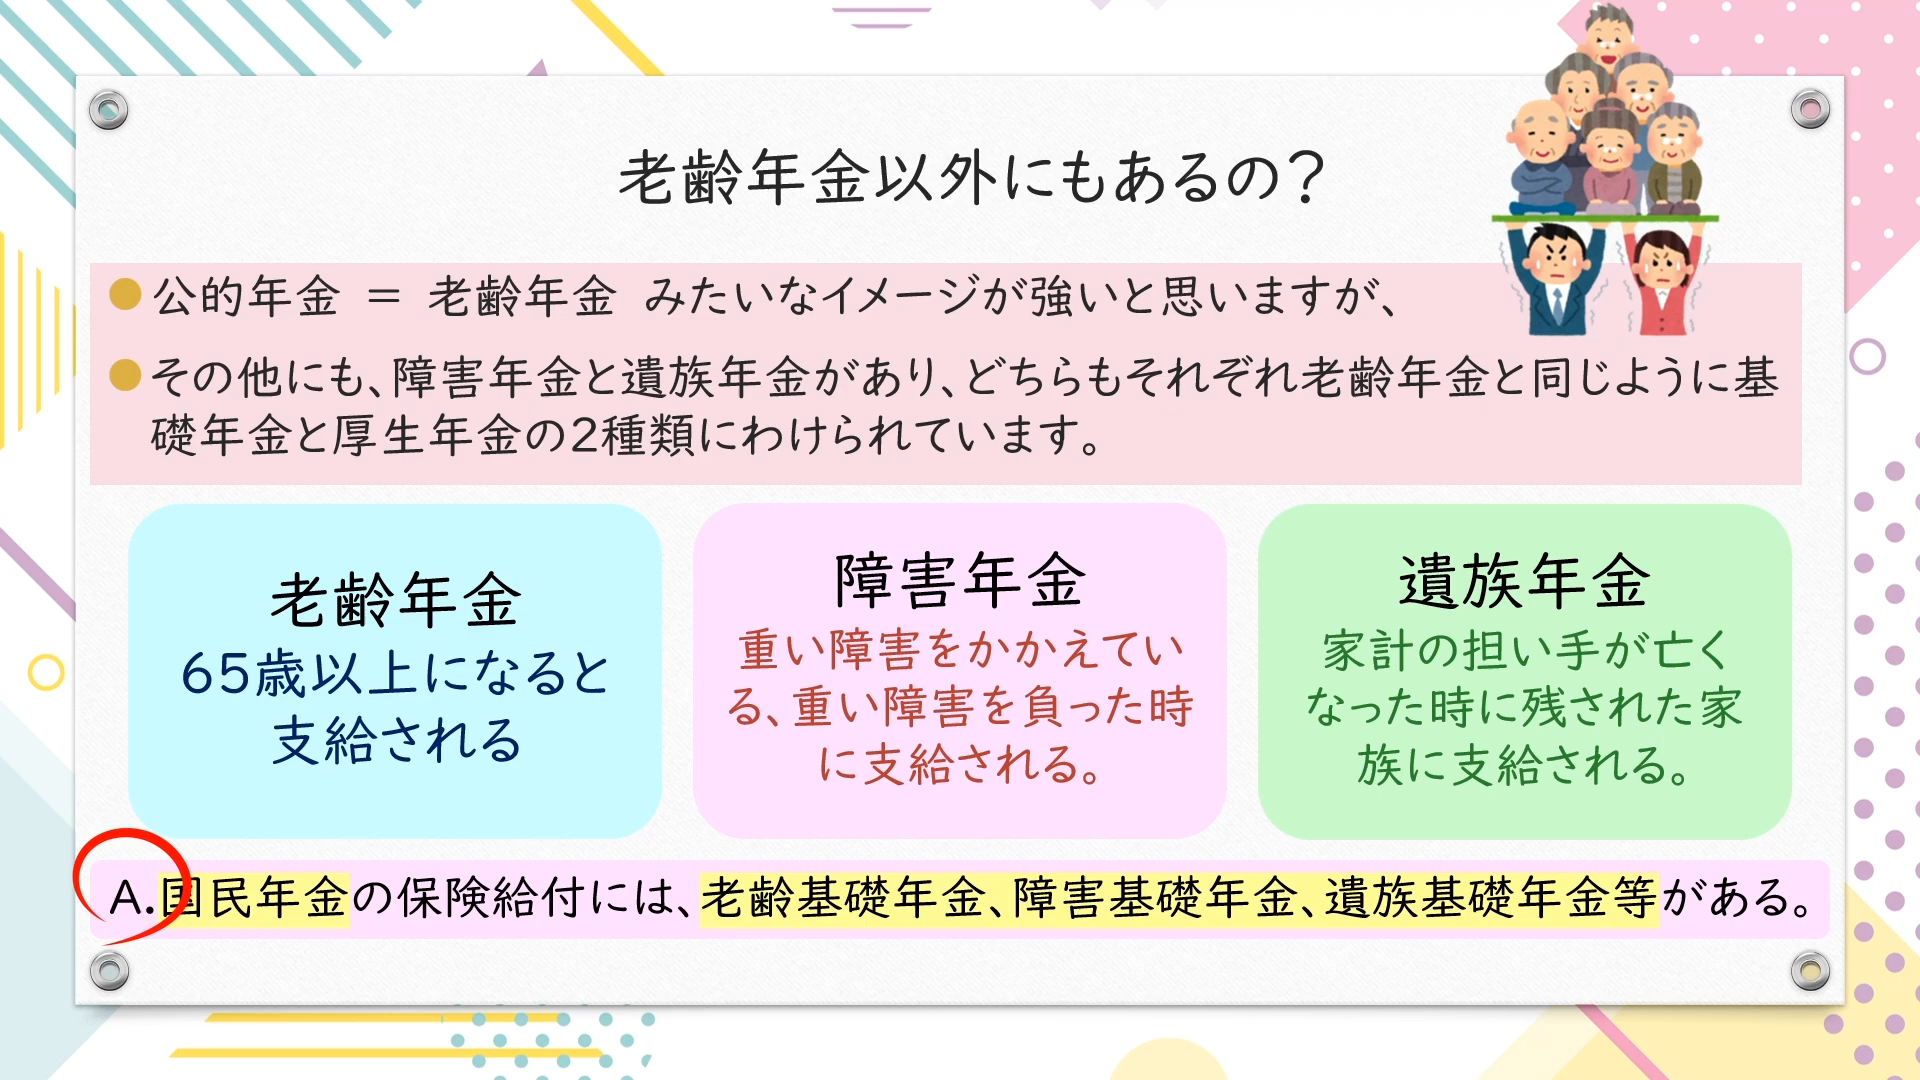 老齢年金以外にもあるの？
公的年金 ＝ 老齢年金 みたいなイメージが強いと思いますが、
その他にも、障害年金と遺族年金があり、どちらもそれぞれ老齢年金と同じように基
礎年金と厚生年金の2種類にわけられています。
老齢年金
65歳以上になると
支給される
障害年金
重い障害をかかえてい
る、重い障害を負った時
に支給される。
遺族年金
家計の担い手が亡く
なった時に残された家
族に支給される。
A.国民年金の保険給付には、老齢基礎年金、障害基礎年金、遺族基礎年金等がある。